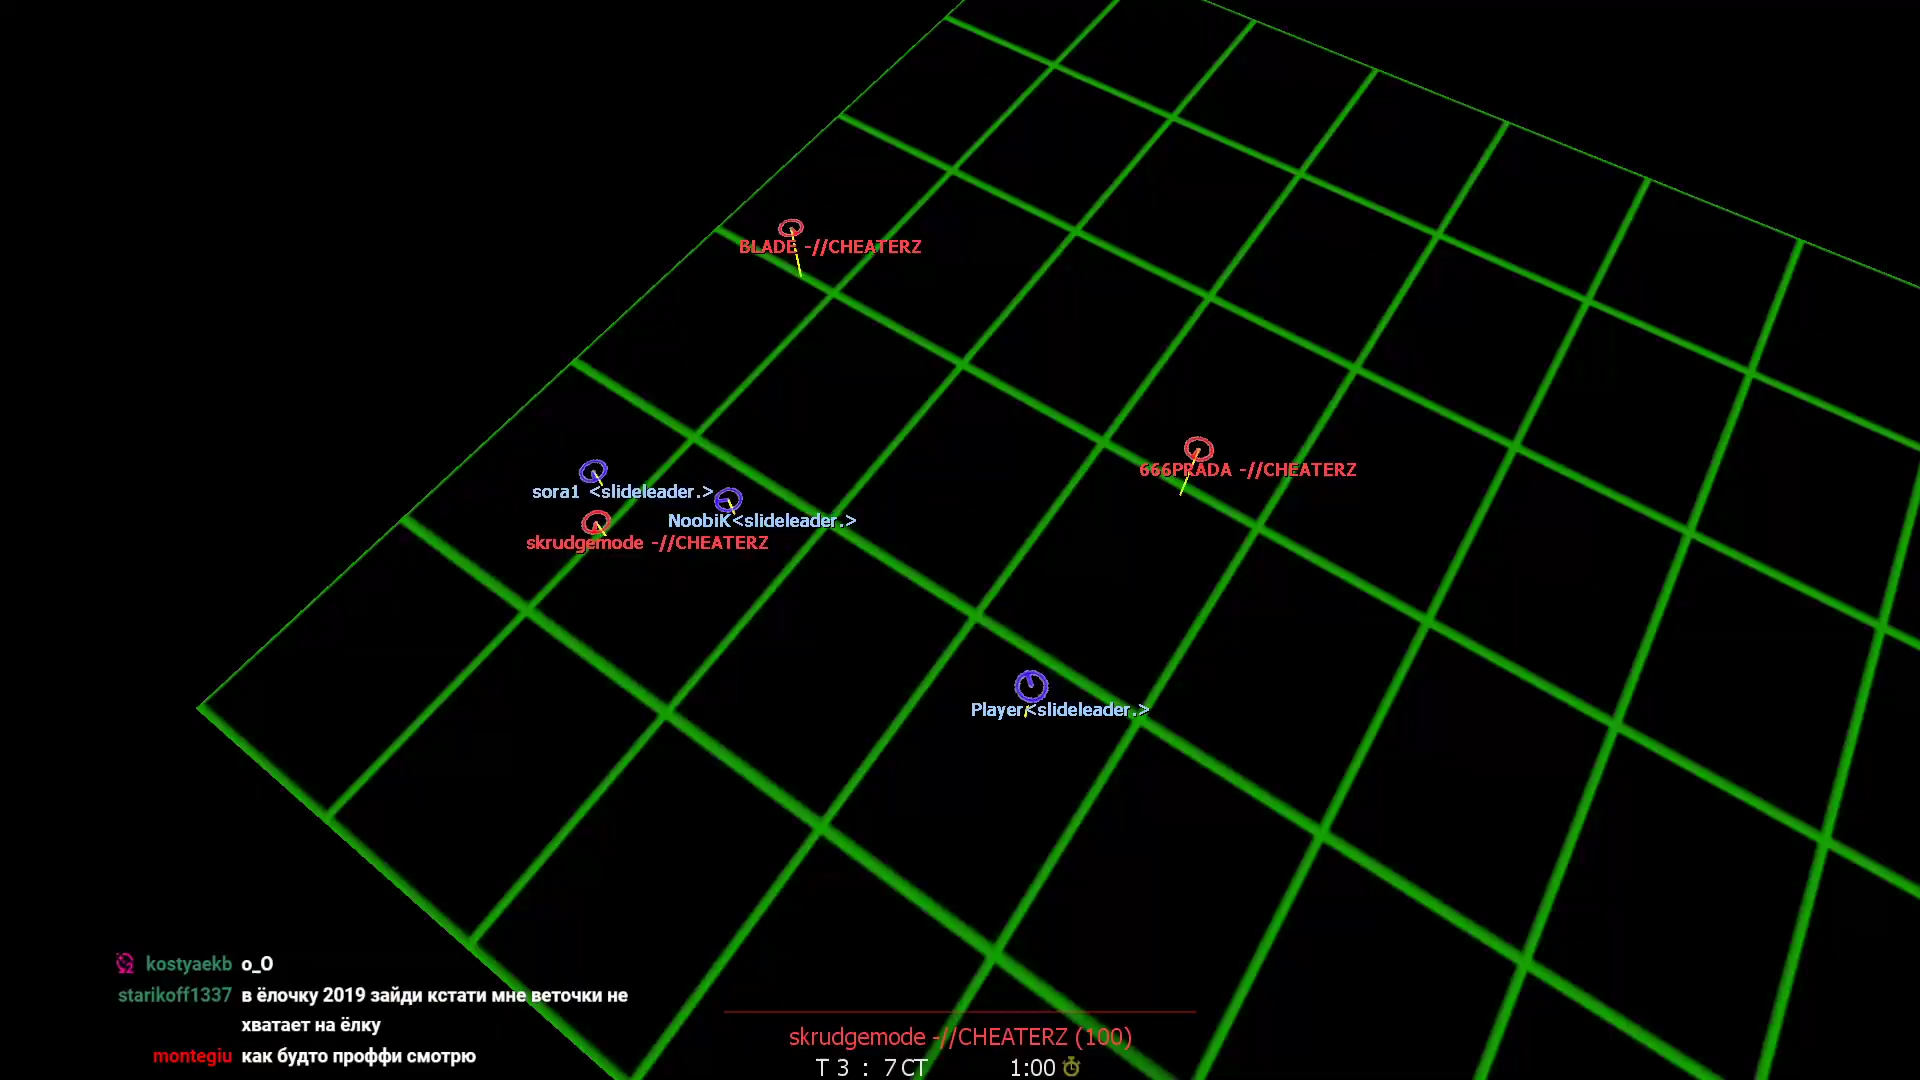 BLADE -//CHEATERZ
666PRADA -//CHEATERZ
sora1 <slideleader.>
NoobiK<slideleader.>
skrudgemode -//CHEATERZ
Player<slideleader.>
kostyaekb o_O
starikoff1337 в ёлочку 2019 зайди кстати мне веточки не
хватает на ёлку
montegiu как будто проффи смотрю
skrudgemode -//CHEATERZ (100)
T 3 : 7 CT 1:00